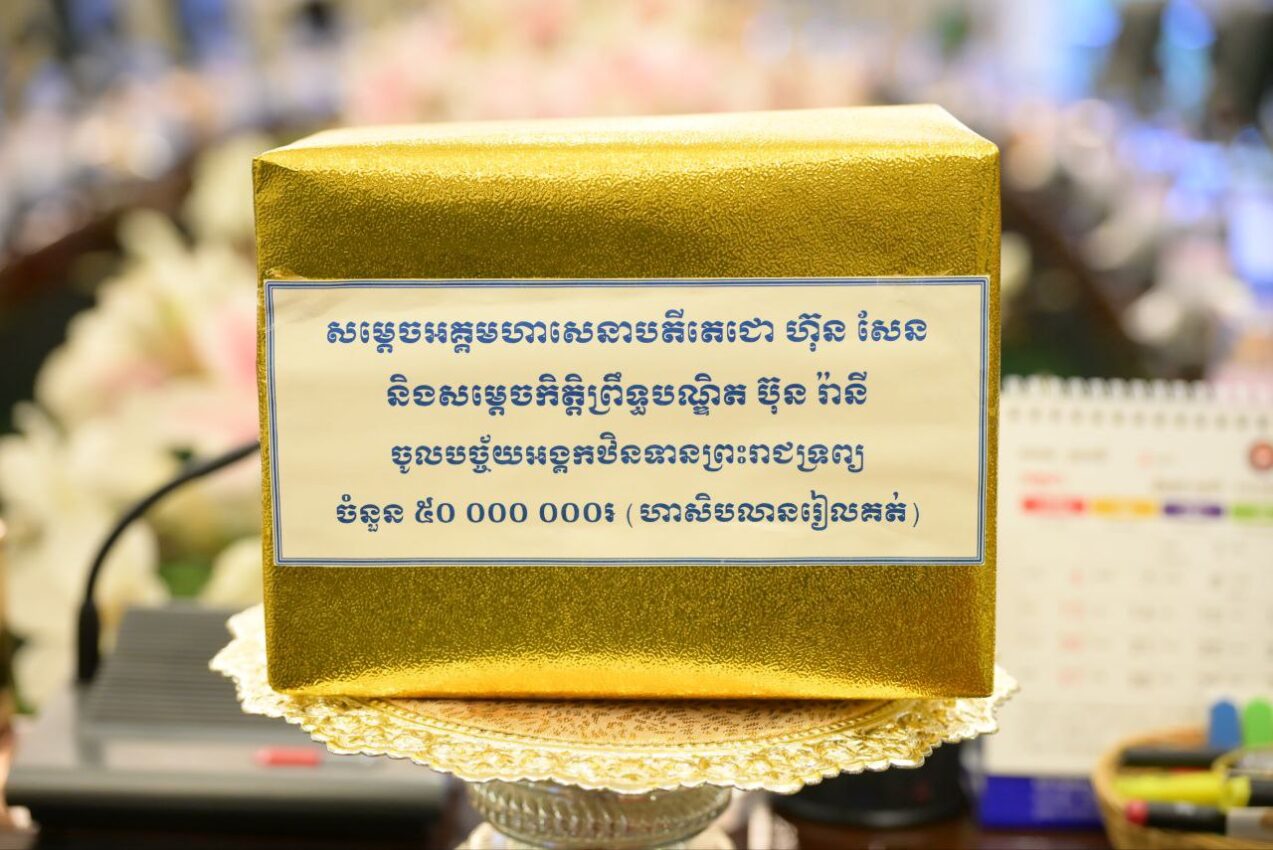 សម្តេចអគ្គមហាសេនាបតីតេជោ ហ៊ុន សែន
និងសម្តេចកិត្តិព្រឹទ្ធបណ្ឌិត ប៊ុន រ៉ានី
ចូលបច្ច័យអង្គកឋិនទានព្រះរាជទ្រព្យ
ចំនួន ៥០ ០០០ ០០០រ (ហាសិបលានរៀលគត់)